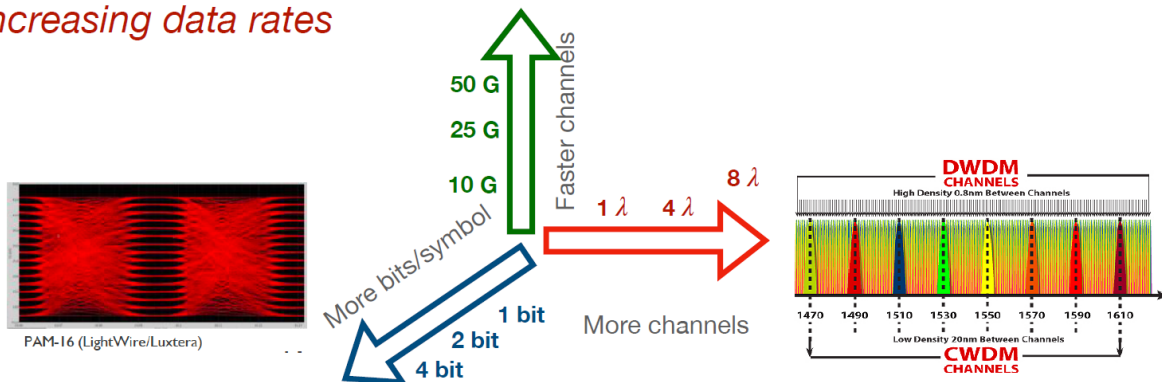 ncreasing data rates
50 G
25 G
10 G
Faster channels
1 λ 4 λ 8 λ
More channels
More bits/symbol
1 bit
2 bit
4 bit
PAM-16 (LightWire/Luxtera)
DWDM
CHANNELS
High Density 0.8nm Between Channels
1470 1490 1510 1530 1550 1570 1590 1610
Low Density 20nm Between Channels
CWDM
CHANNELS